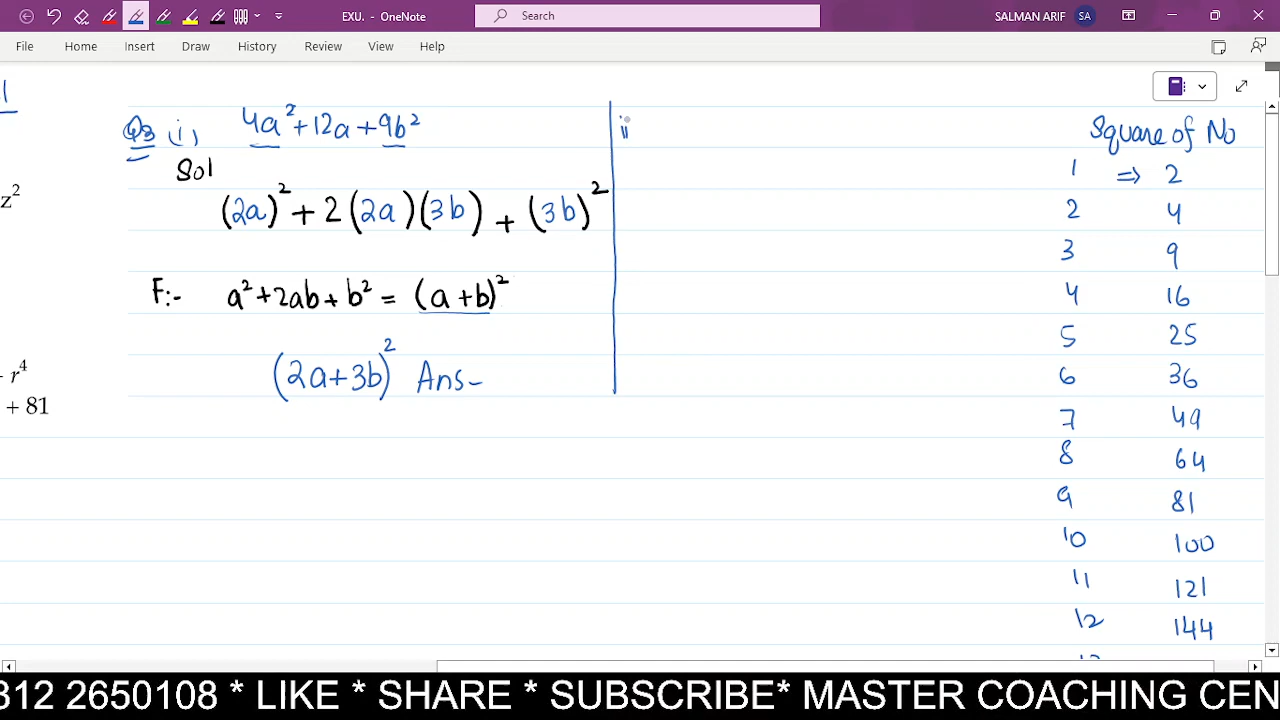 EXU. - OneNote
Search
SALMAN ARIF SA
File Home Insert Draw History Review View Help
1
z²
- r⁴
+ 81
Q3 (i) 4a² + 12a + 9b²
Sol
(2a)² + 2 (2a) (3b) + (3b)²
F:- a² + 2ab + b² = (a + b)²
(2a + 3b)² Ans-
ii
Square of No
1 ⇒ 2
2 4
3 9
4 16
5 25
6 36
7 49
8 64
9 81
10 100
11 121
12 144
312 2650108 * LIKE * SHARE * SUBSCRIBE* MASTER COACHING CEN